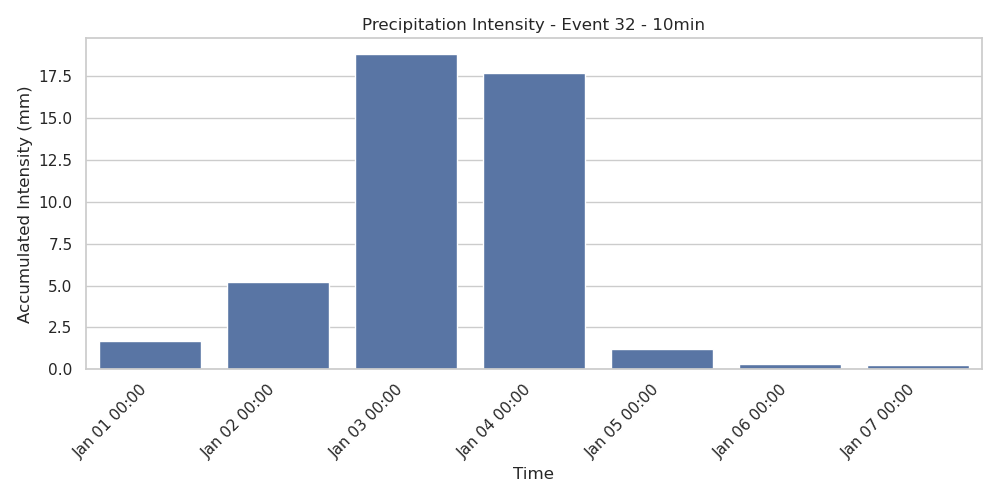 Precipitation Intensity - Event 32 - 10min
Accumulated Intensity (mm)
17.5
15.0
12.5
10.0
7.5
5.0
2.5
0.0
Jan 01 00:00
Jan 02 00:00
Jan 03 00:00
Jan 04 00:00
Jan 05 00:00
Jan 06 00:00
Jan 07 00:00
Time